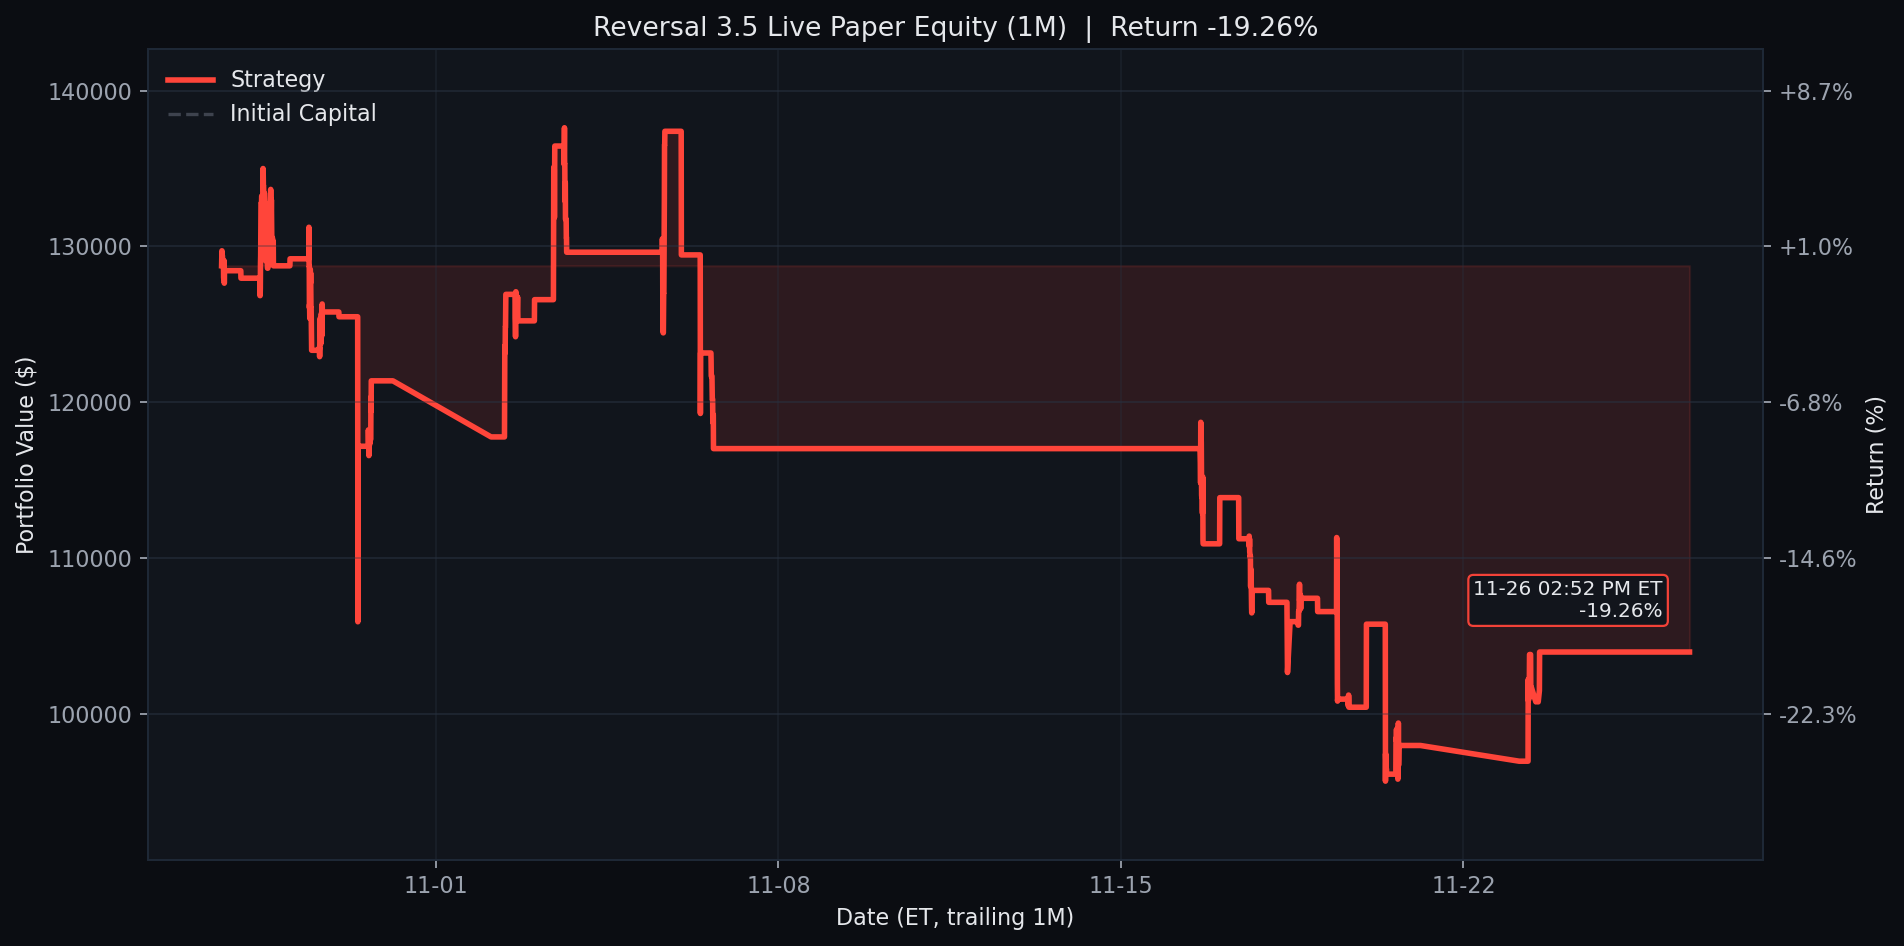 Reversal 3.5 Live Paper Equity (1M) | Return -19.26%
Strategy
Initial Capital
Portfolio Value ($)
140000
130000
120000
110000
100000
+8.7%
+1.0%
-6.8%
-14.6%
-22.3%
Return (%)
11-26 02:52 PM ET
-19.26%
11-01
11-08
11-15
11-22
Date (ET, trailing 1M)